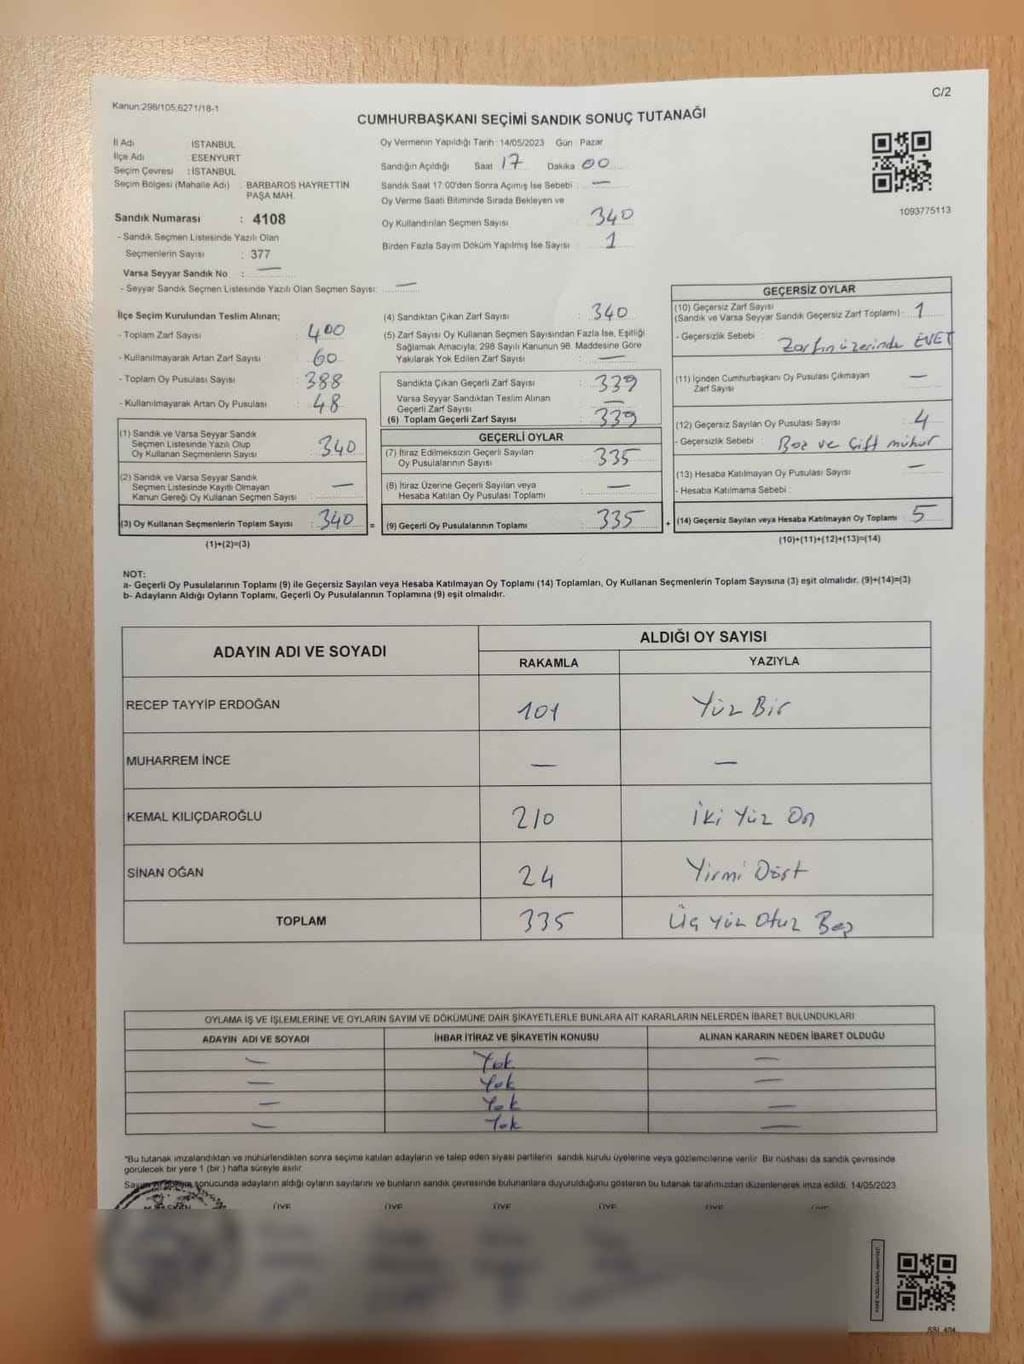 Kanun:298/105,6271/18-1
C/2
CUMHURBAŞKANI SEÇİMİ SANDIK SONUÇ TUTANAĞI
İl Adı İSTANBUL
İlçe Adı ESENYURT
Seçim Çevresi : İSTANBUL
Seçim Bölgesi (Mahalle Adı) : BARBAROS HAYRETTİN PAŞA MAH.
Sandık Numarası : 4108
- Sandık Seçmen Listesinde Yazılı Olan
Seçmenlerin Sayısı : 377
Varsa Seyyar Sandık No : —
- Seyyar Sandık Seçmen Listesinde Yazılı Olan Seçmen Sayısı: —
Oy Vermenin Yapıldığı Tarih : 14/05/2023 Gün : Pazar
Sandığın Açıldığı Saat 17 Dakika 00
Sandık Saat 17:00'den Sonra Açılmış İse Sebebi : —
Oy Verme Saati Bitiminde Sırada Bekleyen ve
Oy Kullandırılan Seçmen Sayısı : 340
Birden Fazla Sayım Döküm Yapılmış İse Sayısı : 1
1093775113
İlçe Seçim Kurulundan Teslim Alınan;
- Toplam Zarf Sayısı : 400
- Kullanılmayarak Artan Zarf Sayısı : 60
- Toplam Oy Pusulası Sayısı : 388
- Kullanılmayarak Artan Oy Pusulası : 48
(1) Sandık ve Varsa Seyyar Sandık
Seçmen Listesinde Yazılı Olup
Oy Kullanan Seçmenlerin Sayısı : 340
(2) Sandık ve Varsa Seyyar Sandık
Seçmen Listesinde Kayıtlı Olmayan
Kanun Gereği Oy Kullanan Seçmen Sayısı : —
(3) Oy Kullanan Seçmenlerin Toplam Sayısı : 340 =
(1)+(2)=(3)
(4) Sandıktan Çıkan Zarf Sayısı : 340
(5) Zarf Sayısı Oy Kullanan Seçmen Sayısından Fazla İse, Eşitliği
Sağlamak Amacıyla, 298 Sayılı Kanunun 98. Maddesine Göre
Yakılarak Yok Edilen Zarf Sayısı : —
Sandıkta Çıkan Geçerli Zarf Sayısı : 339
Varsa Seyyar Sandıktan Teslim Alınan
Geçerli Zarf Sayısı : —
(6) Toplam Geçerli Zarf Sayısı : 339
GEÇERLİ OYLAR
(7) İtiraz Edilmeksizin Geçerli Sayılan
Oy Pusulalarının Sayısı : 335
(8) İtiraz Üzerine Geçerli Sayılan veya
Hesaba Katılan Oy Pusulası Toplamı : —
(9) Geçerli Oy Pusulalarının Toplamı : 335 +
GEÇERSİZ OYLAR
(10) Geçersiz Zarf Sayısı
(Sandık ve Varsa Seyyar Sandık Geçersiz Zarf Toplamı) : 1
- Geçersizlik Sebebi : Zarfın üzerinde EVET
(11) İçinden Cumhurbaşkanı Oy Pusulası Çıkmayan
Zarf Sayısı : —
(12) Geçersiz Sayılan Oy Pusulası Sayısı : 4
- Geçersizlik Sebebi : Boz ve Çift mühür
(13) Hesaba Katılmayan Oy Pusulası Sayısı : —
- Hesaba Katılmama Sebebi :
(14) Geçersiz Sayılan veya Hesaba Katılmayan Oy Toplamı : 5
(10)+(11)+(12)+(13)=(14)
NOT:
a- Geçerli Oy Pusulalarının Toplamı (9) ile Geçersiz Sayılan veya Hesaba Katılmayan Oy Toplamı (14) Toplamları, Oy Kullanan Seçmenlerin Toplam Sayısına (3) eşit olmalıdır. (9)+(14)=(3)
b- Adayların Aldığı Oyların Toplamı, Geçerli Oy Pusulalarının Toplamına (9) eşit olmalıdır.
ADAYIN ADI VE SOYADI
ALDIĞI OY SAYISI
RAKAMLA YAZIYLA
RECEP TAYYİP ERDOĞAN 101 Yüz Bir
MUHARREM İNCE — —
KEMAL KILIÇDAROĞLU 210 İki Yüz On
SİNAN OĞAN 24 Yirmi Dört
TOPLAM 335 Üç Yüz Otuz Beş
OYLAMA İŞ VE İŞLEMLERİNE VE OYLARIN SAYIM VE DÖKÜMÜNE DAİR ŞİKAYETLERLE BUNLARA AİT KARARLARIN NELERDEN İBARET BULUNDUKLARI
ADAYIN ADI VE SOYADI İHBAR İTİRAZ VE ŞİKAYETİN KONUSU ALINAN KARARIN NEDEN İBARET OLDUĞU
— Yok —
— Yok —
— Yok —
— Yok —
"Bu tutanak imzalandıktan ve mühürlendikten sonra seçime katılan adayların ve talep eden siyasi partilerin sandık kurulu üyelerine veya gözlemcilerine verilir. Bir nüshası da sandık çevresinde
görülecek bir yere 1 (bir ) hafta süreyle asılır.
sonucunda adayların aldığı oyların sayılarını ve bunların sandık çevresinde bulunanlara duyurulduğunu gösteren bu tutanak tarafımızdan düzenlenerek imza edildi. 14/05/2023
ÜYE ÜYE ÜYE ÜYE ÜYE ÜYE